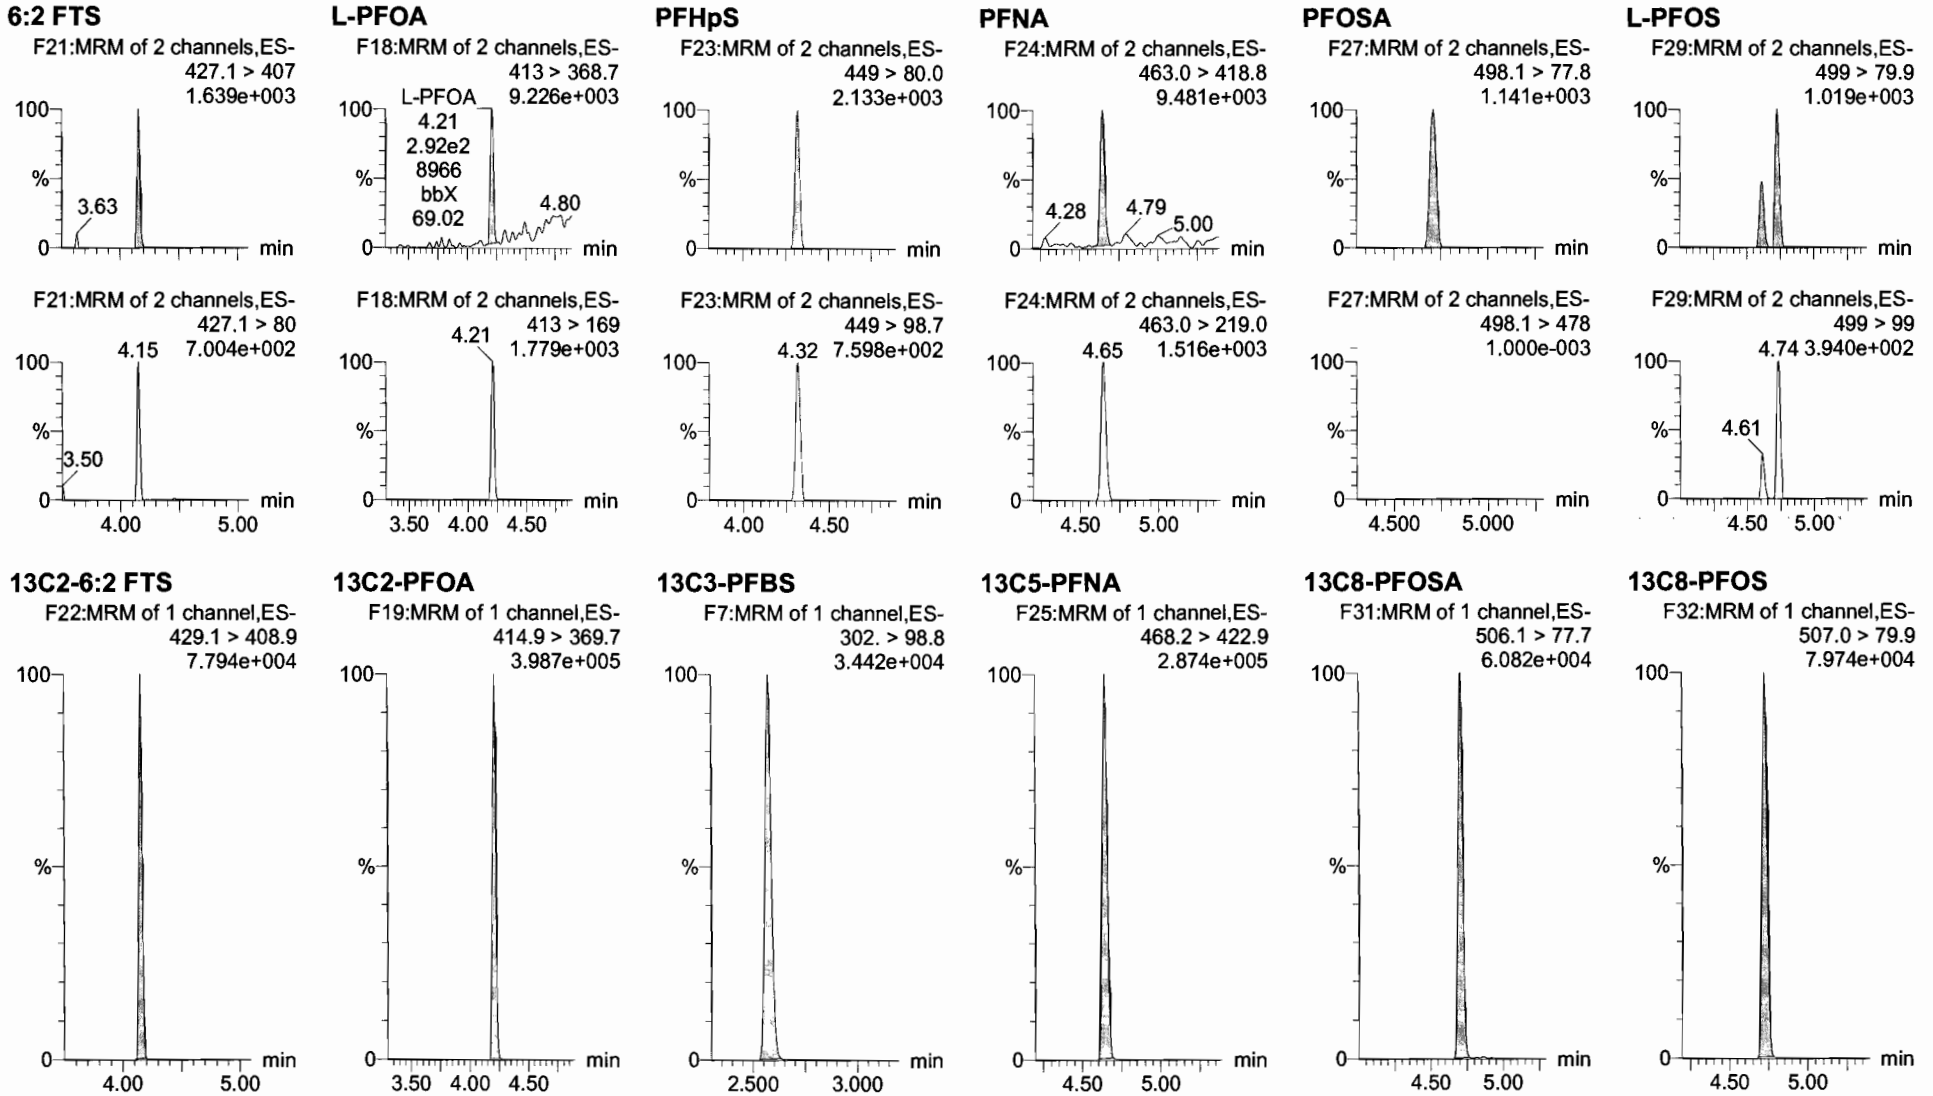 6:2 FTS
F21:MRM of 2 channels,ES-
427.1 > 407
1.639e+003
100
%
3.63
0
min
L-PFOA
F18:MRM of 2 channels,ES-
413 > 368.7
9.226e+003
L-PFOA
4.21
2.92e2
8966
bbX
69.02
100
%
4.80
0
min
PFHpS
F23:MRM of 2 channels,ES-
449 > 80.0
2.133e+003
100
%
0
min
PFNA
F24:MRM of 2 channels,ES-
463.0 > 418.8
9.481e+003
100
%
4.28
4.79
5.00
0
min
PFOSA
F27:MRM of 2 channels,ES-
498.1 > 77.8
1.141e+003
100
%
0
min
L-PFOS
F29:MRM of 2 channels,ES-
499 > 79.9
1.019e+003
100
%
0
min
F21:MRM of 2 channels,ES-
427.1 > 80
4.15 7.004e+002
100
%
3.50
0
min
4.00 5.00
F18:MRM of 2 channels,ES-
413 > 169
4.21 1.779e+003
100
%
0
min
3.50 4.00 4.50
F23:MRM of 2 channels,ES-
449 > 98.7
4.32 7.598e+002
100
%
0
min
4.00 4.50
F24:MRM of 2 channels,ES-
463.0 > 219.0
4.65 1.516e+003
100
%
0
min
4.50 5.00
F27:MRM of 2 channels,ES-
498.1 > 478
1.000e-003
100
%
0
min
4.500 5.000
F29:MRM of 2 channels,ES-
499 > 99
4.74 3.940e+002
100
%
4.61
0
min
4.50 5.00
13C2-6:2 FTS
F22:MRM of 1 channel,ES-
429.1 > 408.9
7.794e+004
100
%
0
min
4.00 5.00
13C2-PFOA
F19:MRM of 1 channel,ES-
414.9 > 369.7
3.987e+005
100
%
0
min
3.50 4.00 4.50
13C3-PFBS
F7:MRM of 1 channel,ES-
302. > 98.8
3.442e+004
100
%
0
min
2.500 3.000
13C5-PFNA
F25:MRM of 1 channel,ES-
468.2 > 422.9
2.874e+005
100
%
0
min
4.50 5.00
13C8-PFOSA
F31:MRM of 1 channel,ES-
506.1 > 77.7
6.082e+004
100
%
0
min
4.50 5.00
13C8-PFOS
F32:MRM of 1 channel,ES-
507.0 > 79.9
7.974e+004
100
%
0
min
4.50 5.00